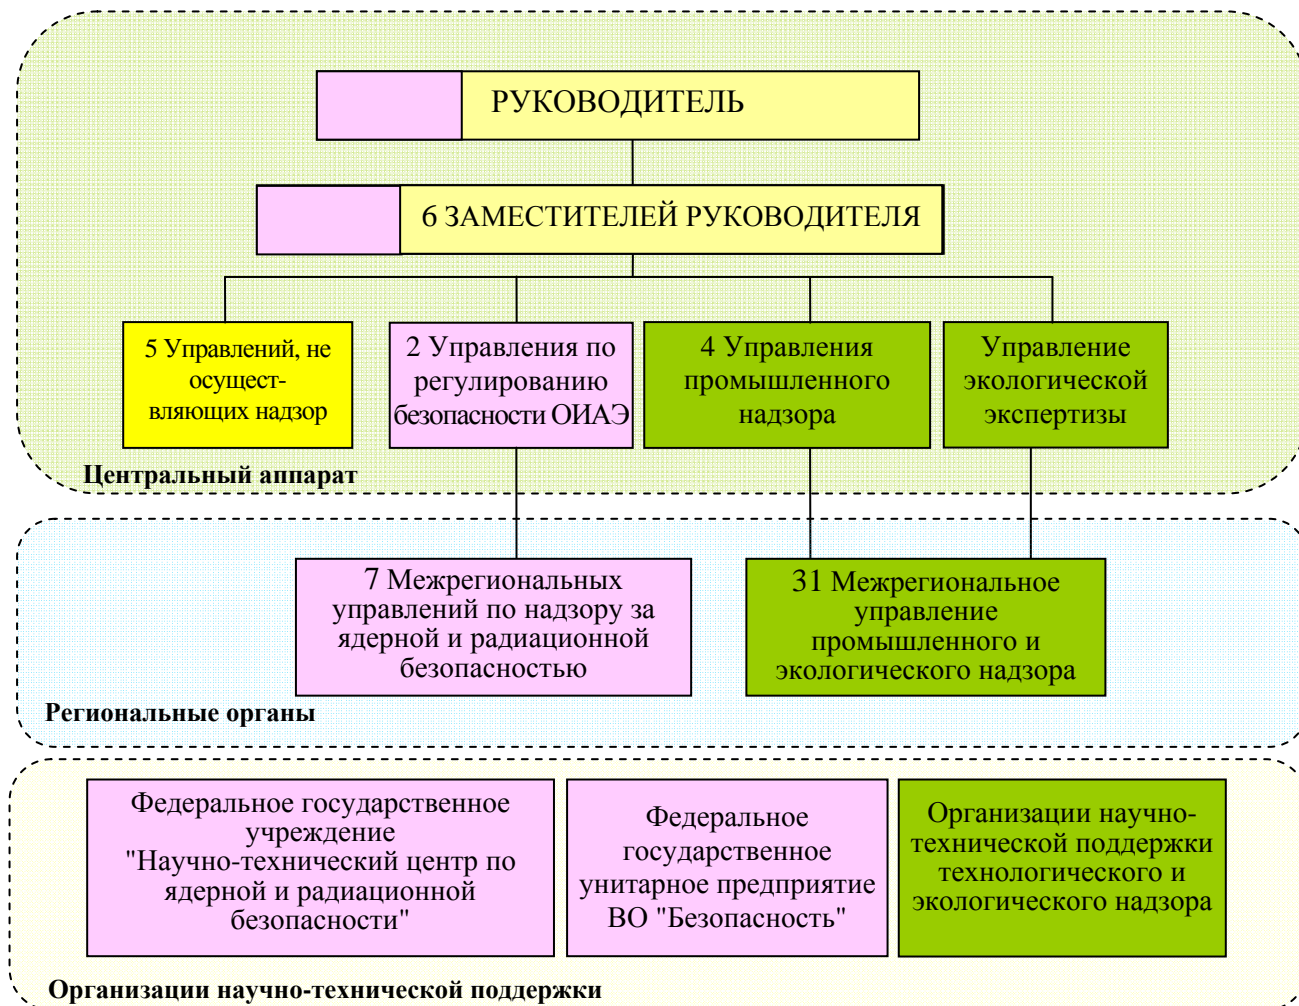 РУКОВОДИТЕЛЬ
6 ЗАМЕСТИТЕЛЕЙ РУКОВОДИТЕЛЯ
5 Управлений, не
осущест-
вляющих надзор
2 Управления по
регулированию
безопасности ОИАЭ
4 Управления
промышленного
надзора
Управление
экологической
экспертизы
Центральный аппарат
7 Межрегиональных
управлений по надзору за
ядерной и радиационной
безопасностью
31 Межрегиональное
управление
промышленного и
экологического надзора
Региональные органы
Федеральное государственное
учреждение
"Научно-технический центр по
ядерной и радиационной
безопасности"
Федеральное
государственное
унитарное предприятие
ВО "Безопасность"
Организации научно-
технической поддержки
технологического и
экологического надзора
Организации научно-технической поддержки